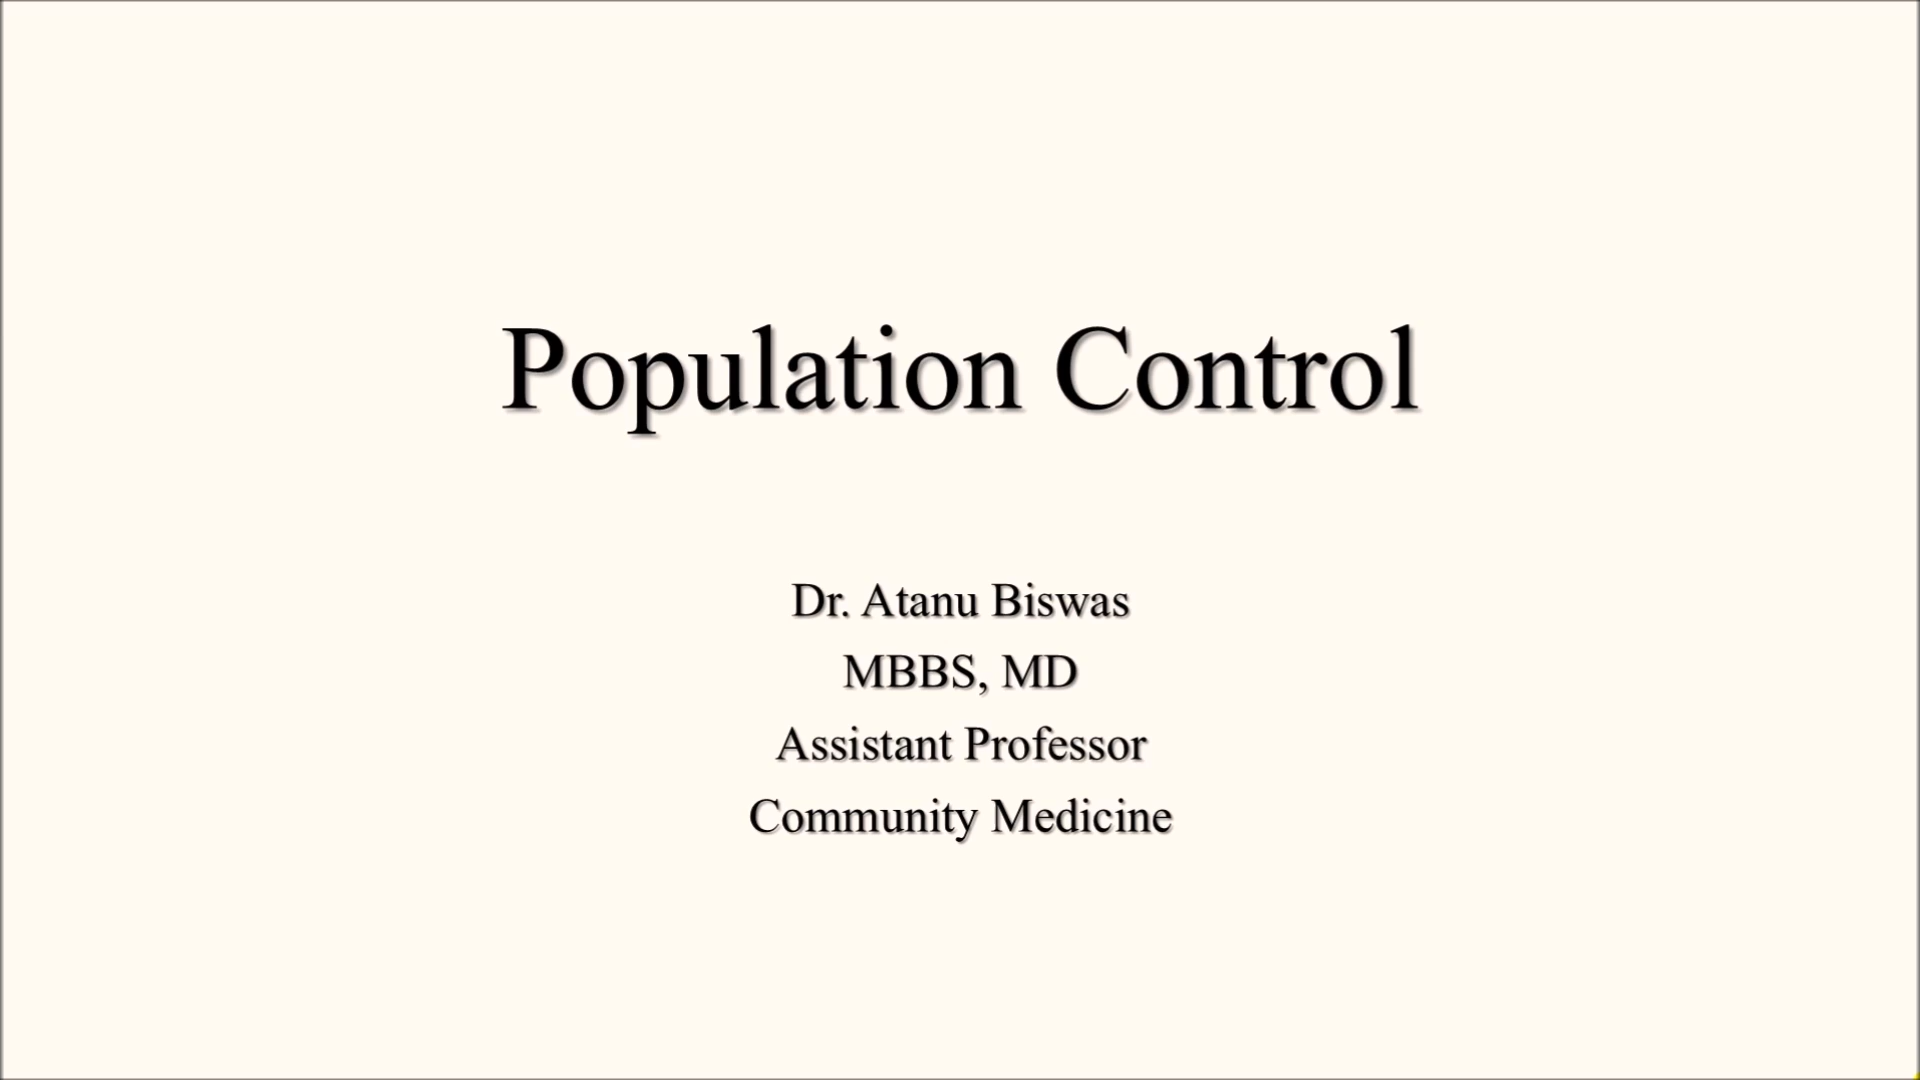 Population Control
Dr. Atanu Biswas
MBBS, MD
Assistant Professor
Community Medicine